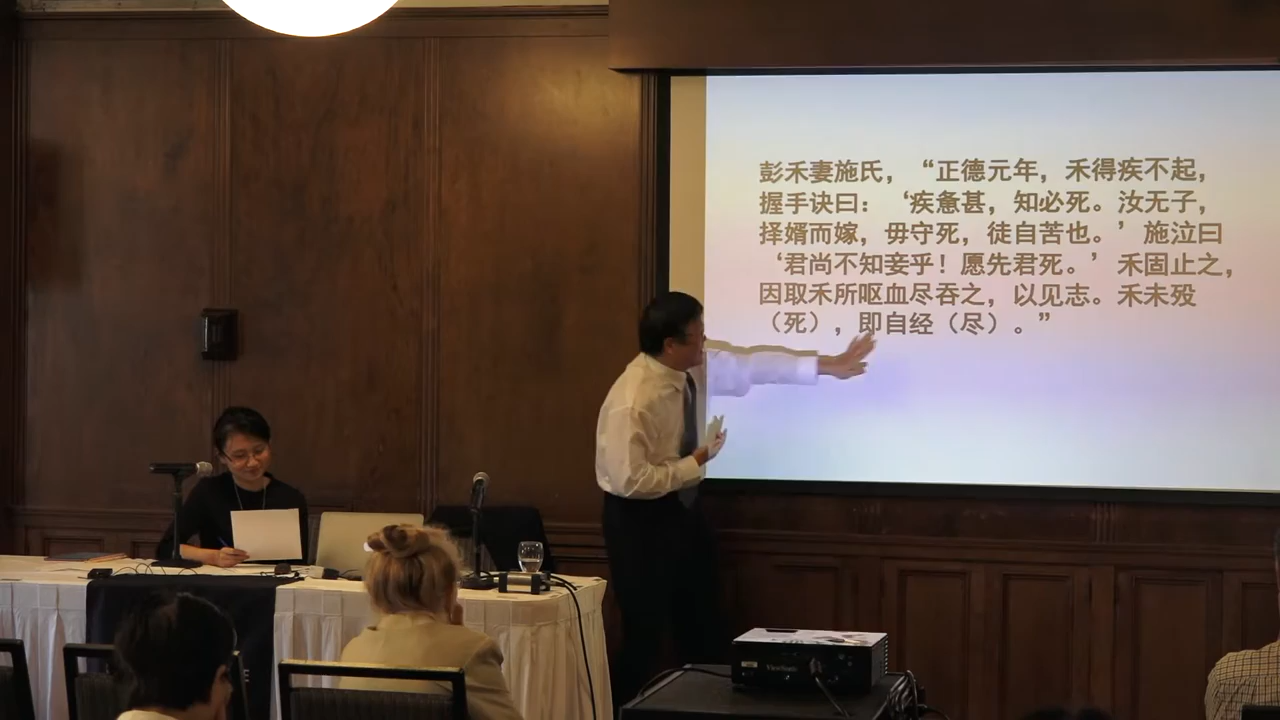 彭禾妻施氏，“正德元年，禾得疾不起，
握手诀曰：‘疾惫甚，知必死。汝无子，
择婿而嫁，毋守死，徒自苦也。’施泣曰
‘君尚不知妾乎！愿先君死。’禾固止之，
因取禾所呕血尽吞之，以见志。禾未殁
（死），即自经（尽）。”
ViewSonic